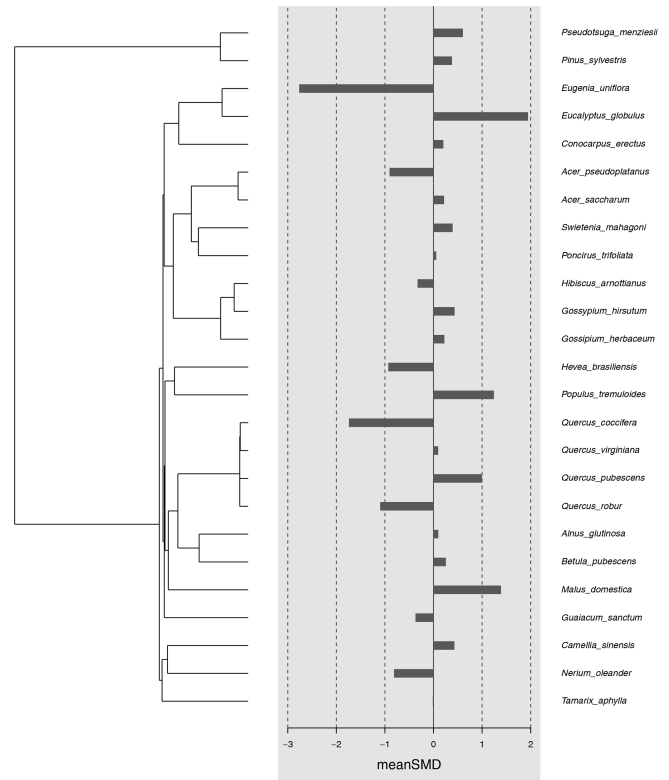 Pseudotsuga_menziesii
Pinus_sylvestris
Eugenia_uniflora
Eucalyptus_globulus
Conocarpus_erectus
Acer_pseudoplatanus
Acer_saccharum
Swietenia_mahagoni
Poncirus_trifoliata
Hibiscus_arnottianus
Gossypium_hirsutum
Gossipium_herbaceum
Hevea_brasiliensis
Populus_tremuloides
Quercus_coccifera
Quercus_virginiana
Quercus_pubescens
Quercus_robur
Alnus_glutinosa
Betula_pubescens
Malus_domestica
Guaiacum_sanctum
Camellia_sinensis
Nerium_oleander
Tamarix_aphylla
−3 −2 −1 0 1 2
meanSMD